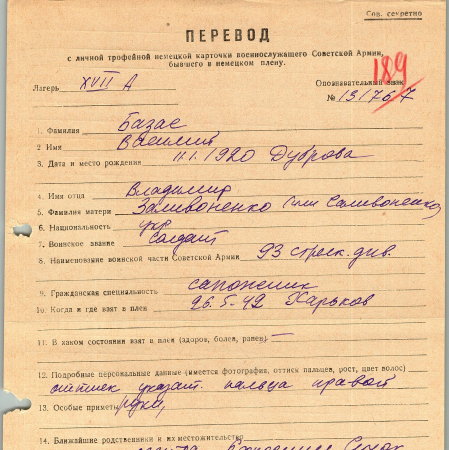 Сов. секретно
ПЕРЕВОД
с личной трофейной немецкой карточки военнослужащего Советской Армии,
бывшего в немецком плену.
189
Лагерь XVII A
Опознавательный знак
№ 131767
1. Фамилия Базас
2 Имя Василий
3. Дата и место рождения 11.1.1920 Дуброва
4. Имя отца Владимир
5. Фамилия матери Заливоненко (или Саливоненко)
6. Национальность укр.
7. Воинское звание солдат
8. Наименование воинской части Советской Армии 93 стрелк. див.
9. Гражданская специальность сапожник
10. Когда и где взят в плен 26.5.42 Харьков
11. В каком состоянии взят в плен (здоров, болен, ранен) —
12. Подробные персональные данные (имеется фотография, оттиск пальцев, рост, цвет волос)
оттиск указат. пальца правой
13. Особые приметы руки
14. Ближайшие родственники и их местожительство